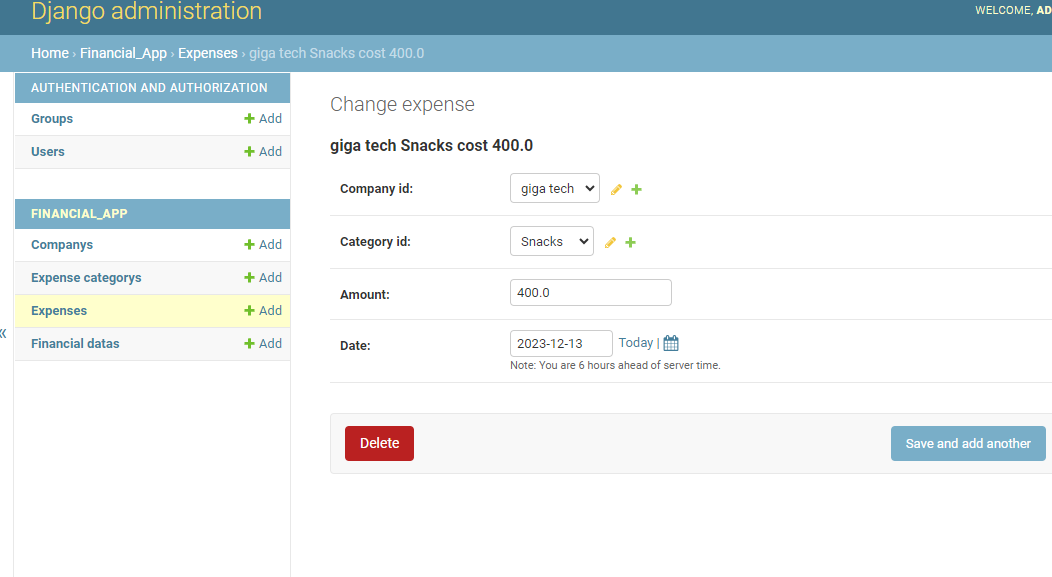 Django administration
WELCOME, AD
Home › Financial_App › Expenses › giga tech Snacks cost 400.0
AUTHENTICATION AND AUTHORIZATION
Groups + Add
Users + Add
FINANCIAL_APP
Companys + Add
Expense categorys + Add
Expenses + Add
Financial datas + Add
«
Change expense
giga tech Snacks cost 400.0
Company id: giga tech
Category id: Snacks
Amount: 400.0
Date: 2023-12-13 Today |
Note: You are 6 hours ahead of server time.
Delete Save and add another